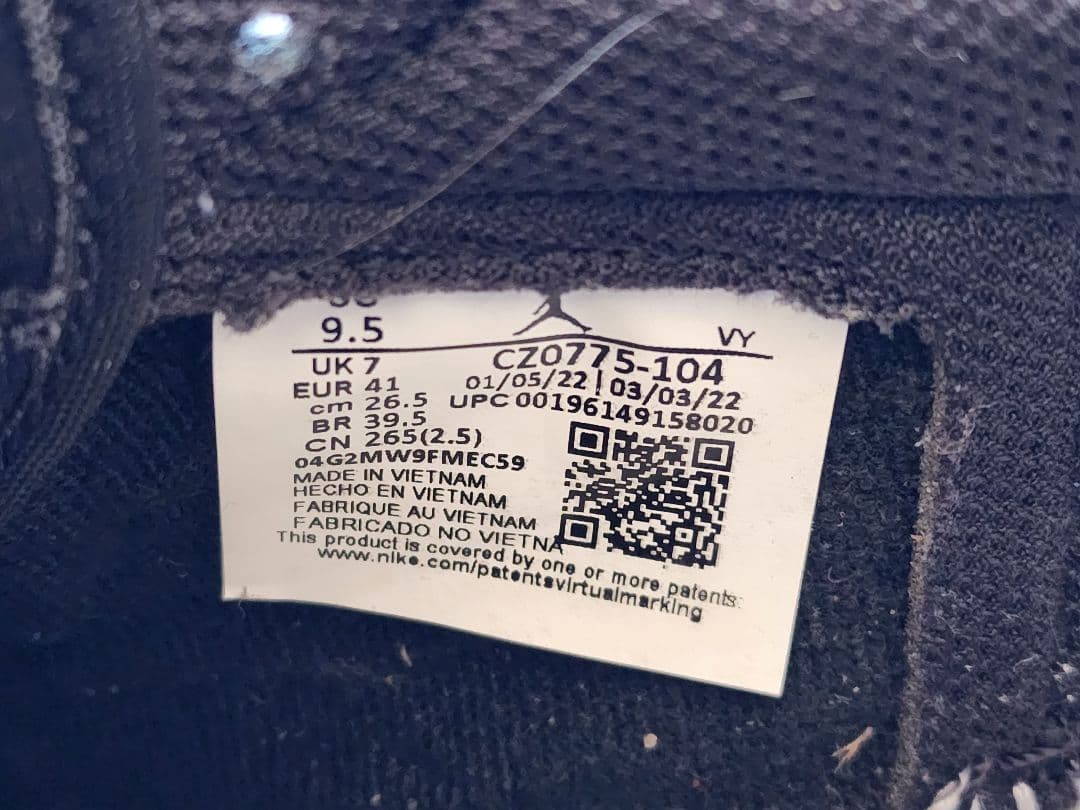 9.5
VY
UK 7
CZ0775-104
EUR 41
01/05/22 | 03/03/22
cm 26.5
UPC 00196149158020
BR 39.5
CN 265(2.5)
04G2MW9FMEC59
MADE IN VIETNAM
HECHO EN VIETNAM
FABRIQUE AU VIETNAM
FABRICADO NO VIETNA
This product is covered by one or more patents:
www.nike.com/patentsvirtualmarking